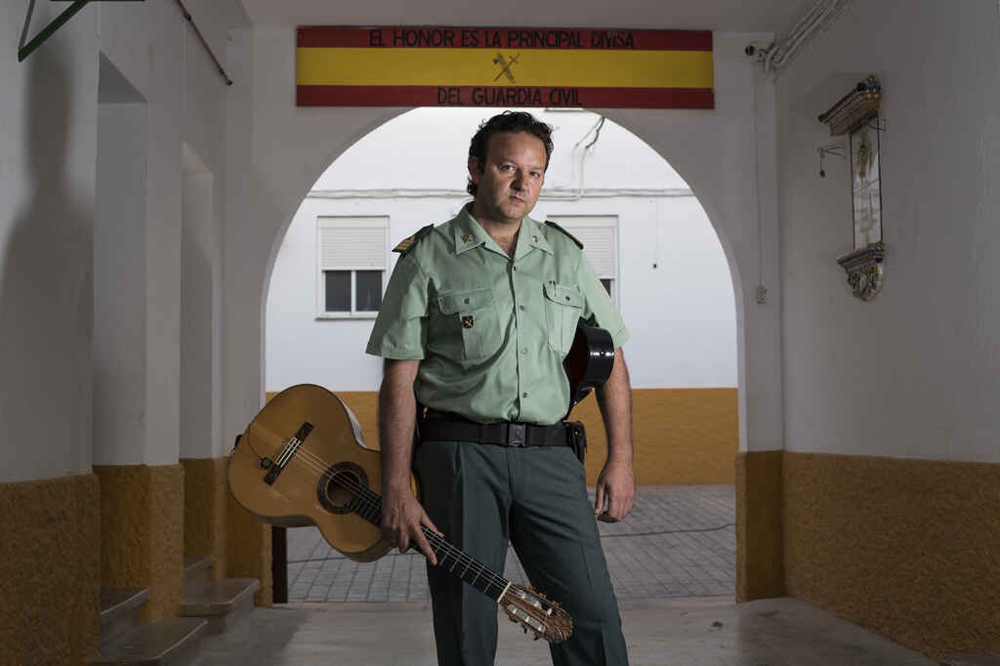 EL HONOR ES LA PRINCIPAL DIVISA
DEL GUARDIA CIVIL